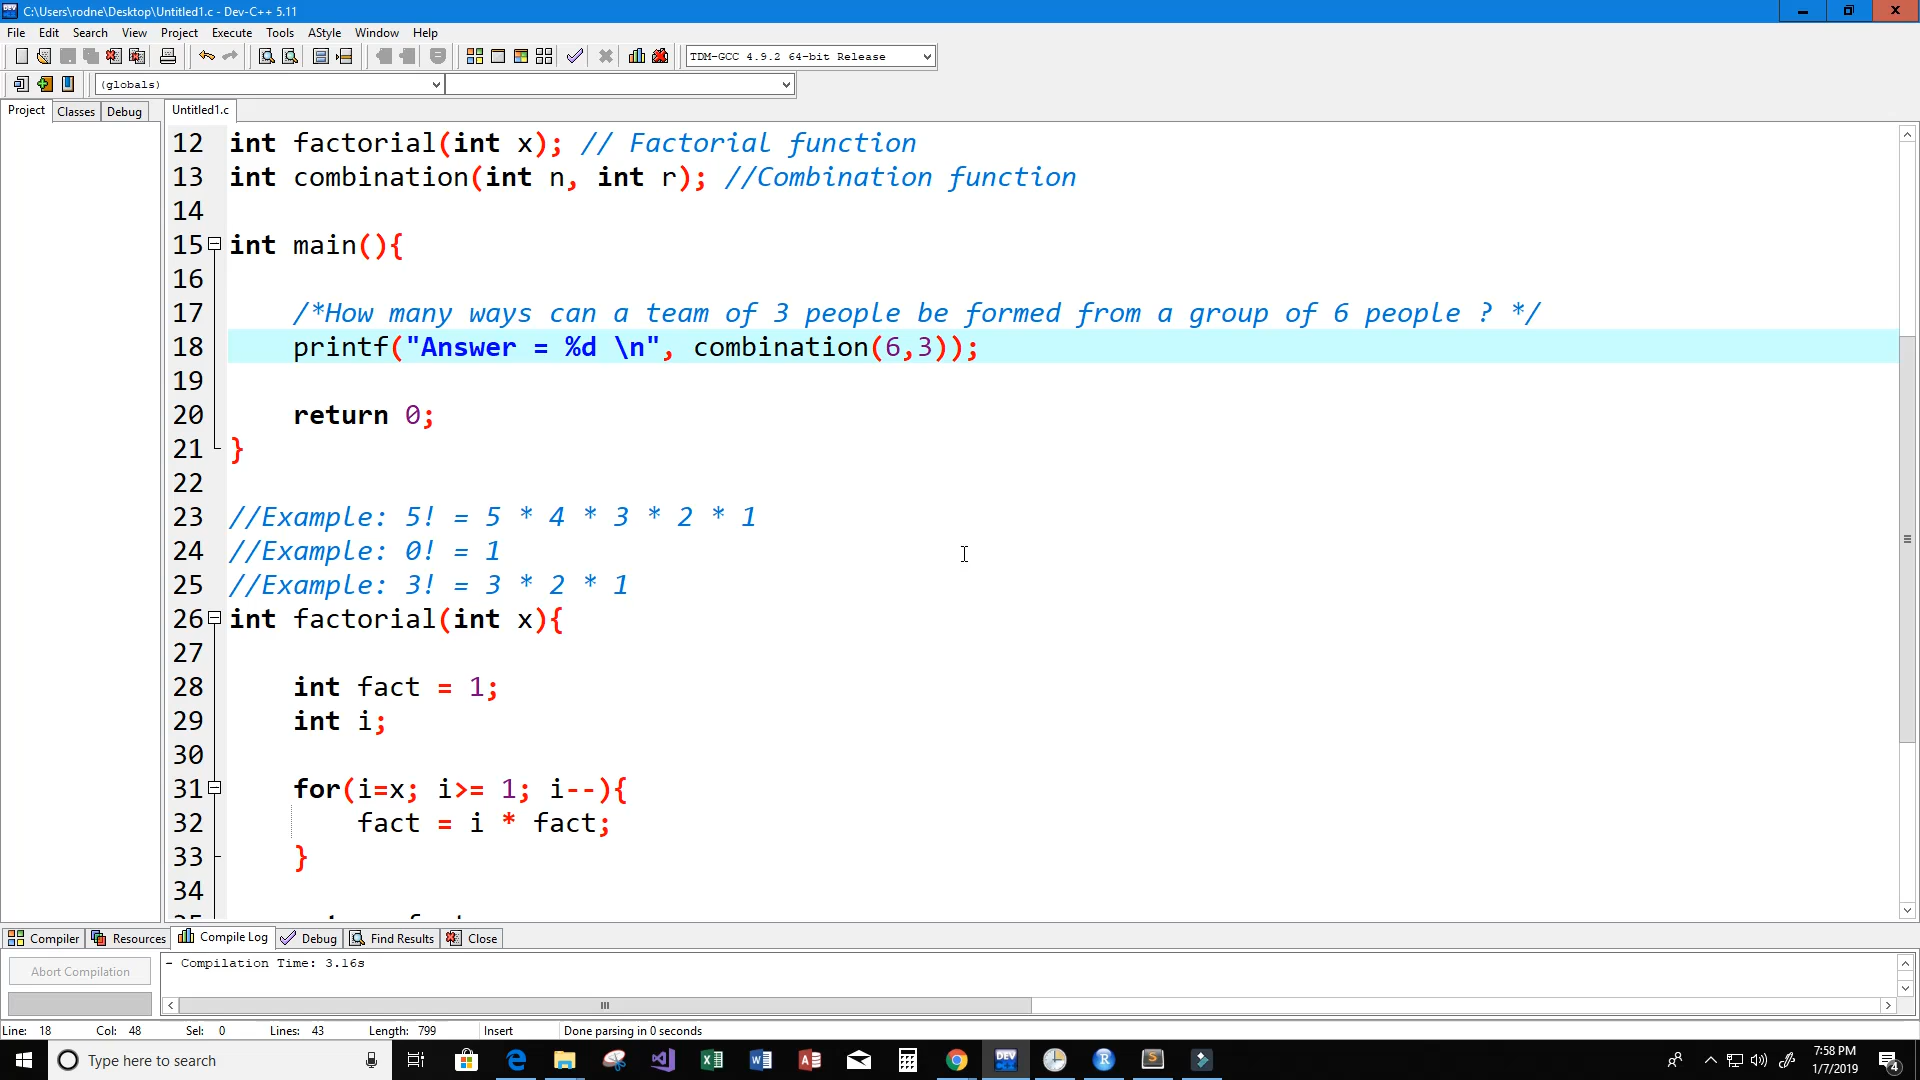 C:\Users\rodne\Desktop\Untitled1.c - Dev-C++ 5.11
File Edit Search View Project Execute Tools AStyle Window Help
TDM-GCC 4.9.2 64-bit Release
(globals)
Project Classes Debug Untitled1.c
12 int factorial(int x); // Factorial function
13 int combination(int n, int r); //Combination function
14
15 int main(){
16
17 /*How many ways can a team of 3 people be formed from a group of 6 people ? */
18 printf("Answer = %d \n", combination(6,3));
19
20 return 0;
21 }
22
23 //Example: 5! = 5 * 4 * 3 * 2 * 1
24 //Example: 0! = 1
25 //Example: 3! = 3 * 2 * 1
26 int factorial(int x){
27
28 int fact = 1;
29 int i;
30
31 for(i=x; i>= 1; i--){
32 fact = i * fact;
33 }
34
Compiler Resources Compile Log Debug Find Results Close
Abort Compilation
- Compilation Time: 3.16s
Line: 18 Col: 48 Sel: 0 Lines: 43 Length: 799 Insert Done parsing in 0 seconds
Type here to search
DEV
7:58 PM
1/7/2019
4